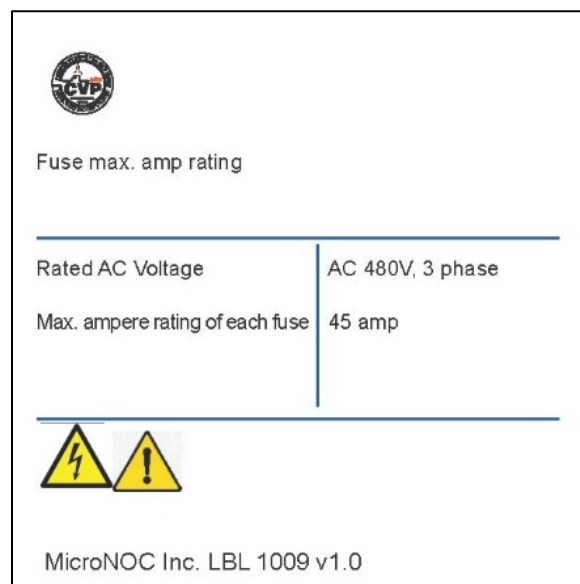 CVP
Fuse max. amp rating
Rated AC Voltage
AC 480V, 3 phase
Max. ampere rating of each fuse
45 amp
MicroNOC Inc. LBL 1009 v1.0